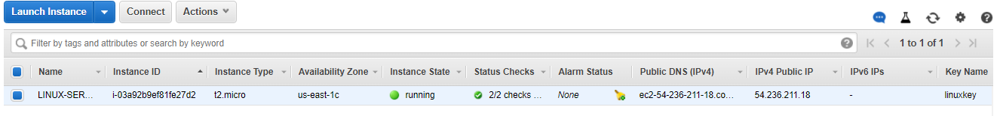 Launch Instance Connect Actions
Filter by tags and attributes or search by keyword 1 to 1 of 1
Name Instance ID Instance Type Availability Zone Instance State Status Checks Alarm Status Public DNS (IPv4) IPv4 Public IP IPv6 IPs Key Name
LINUX-SER... i-03a92b9ef81fe27d2 t2.micro us-east-1c running 2/2 checks ... None ec2-54-236-211-18.co... 54.236.211.18 - linuxkey